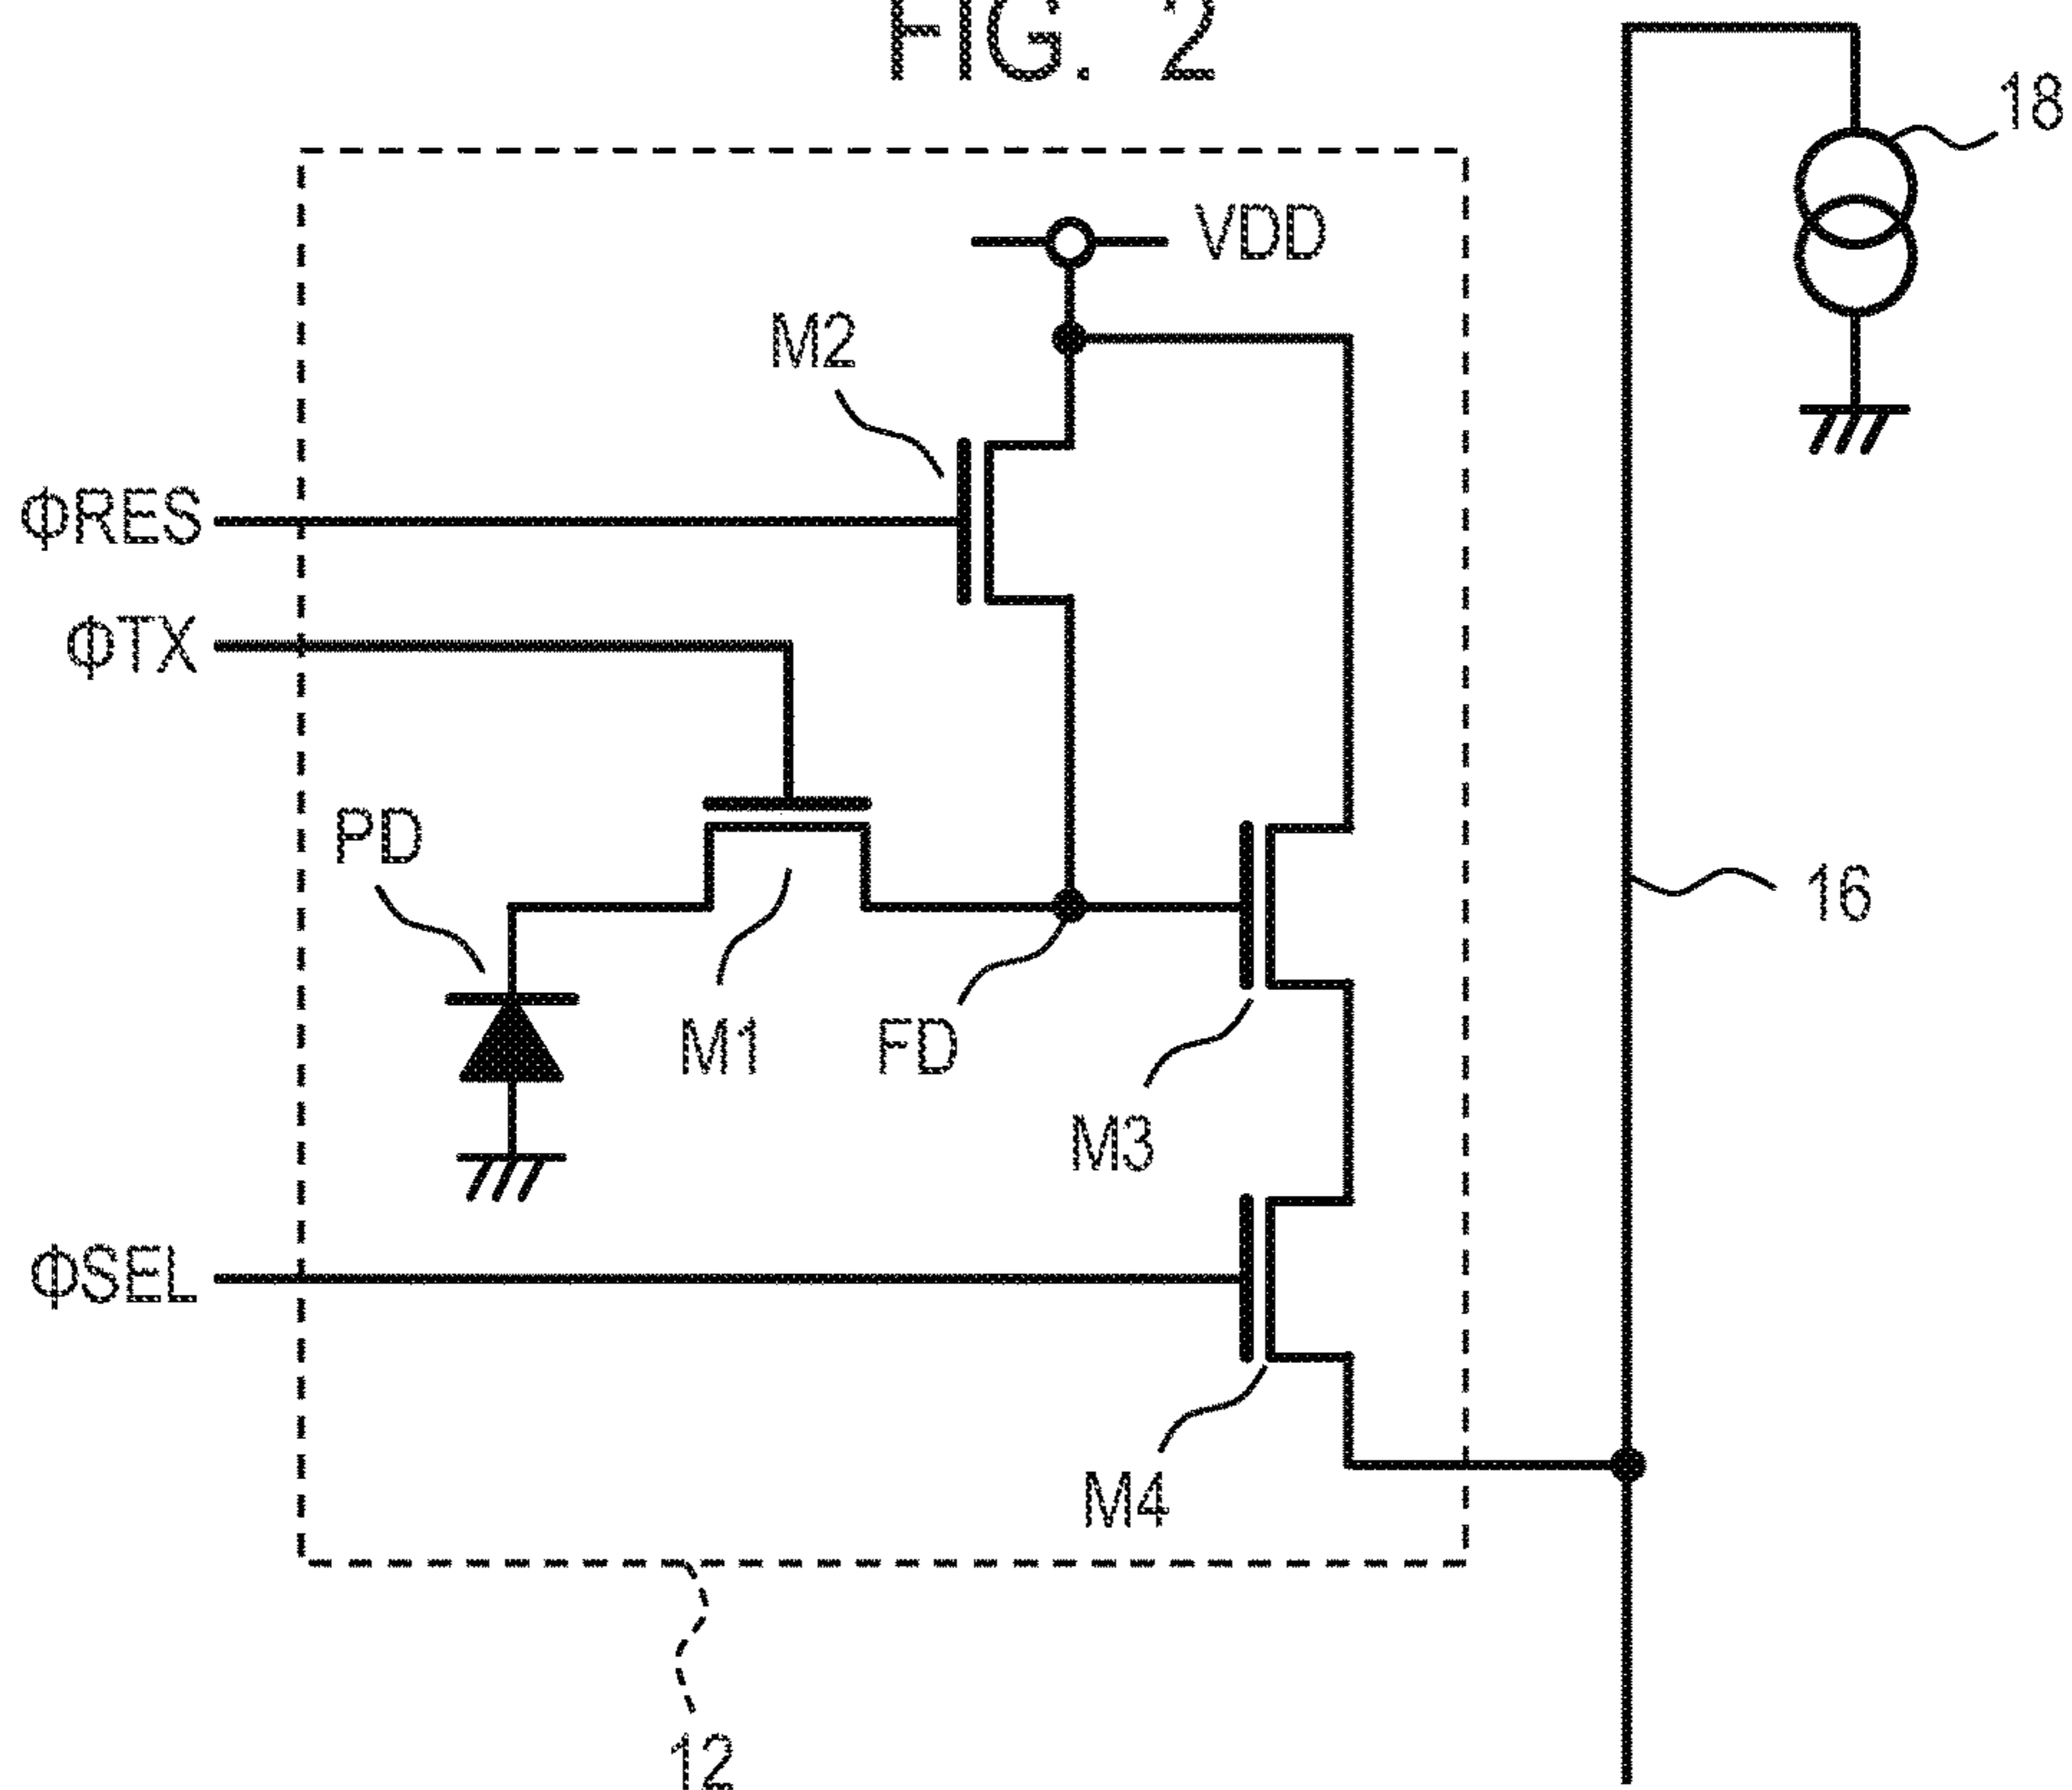 FIG. 2
18
VDD
M2
ΦRES
ΦTX
PD
16
M1
FD
M3
ΦSEL
M4
12